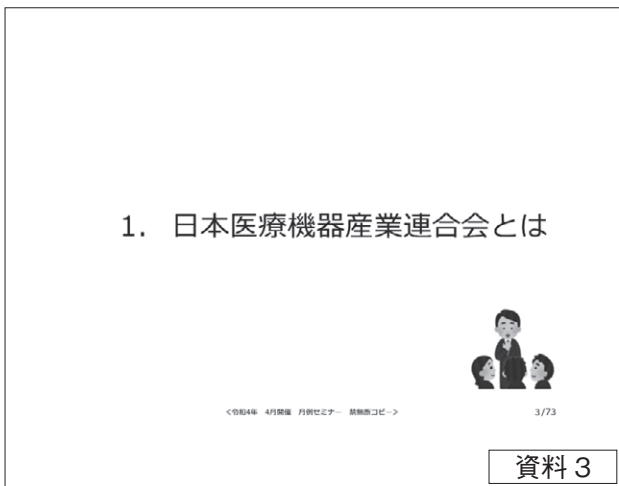 1. 日本医療機器産業連合会とは
<令和4年 4月開催 月例セミナー 禁無断コピー>
3/73
資料3